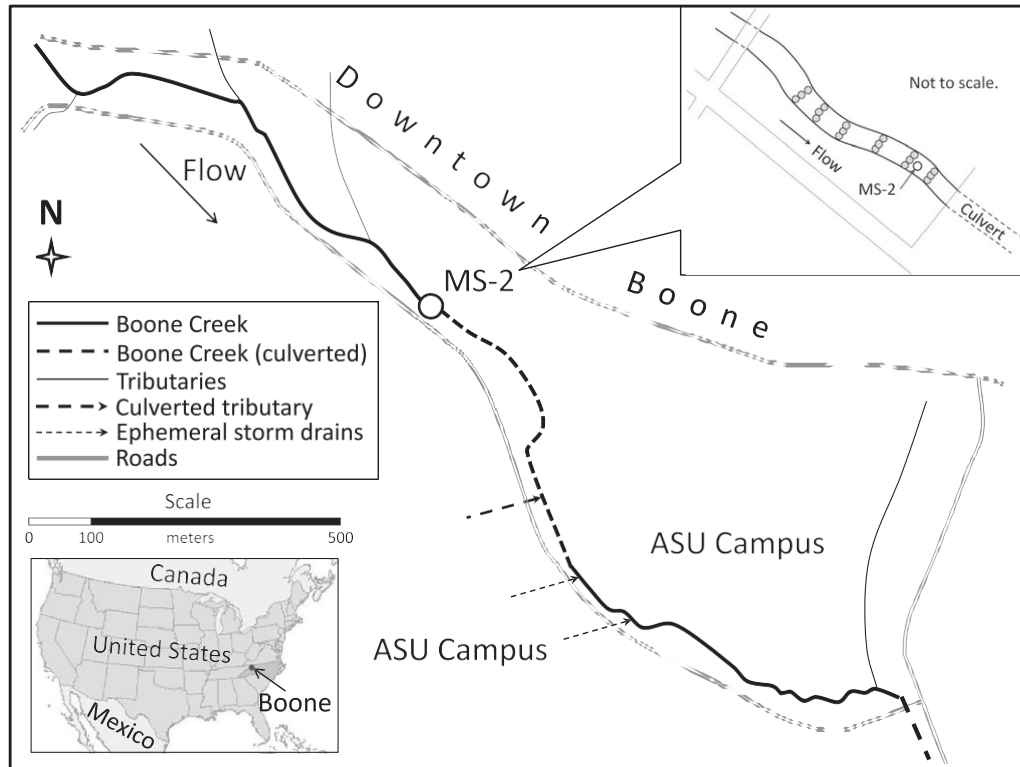 Downtown
Boone
Not to scale.
Flow
MS-2
Culvert
Flow
N
MS-2
Boone Creek
Boone Creek (culverted)
Tributaries
Culverted tributary
Ephemeral storm drains
Roads
Scale
0 100 500
meters
ASU Campus
ASU Campus
Canada
United States
Boone
Mexico